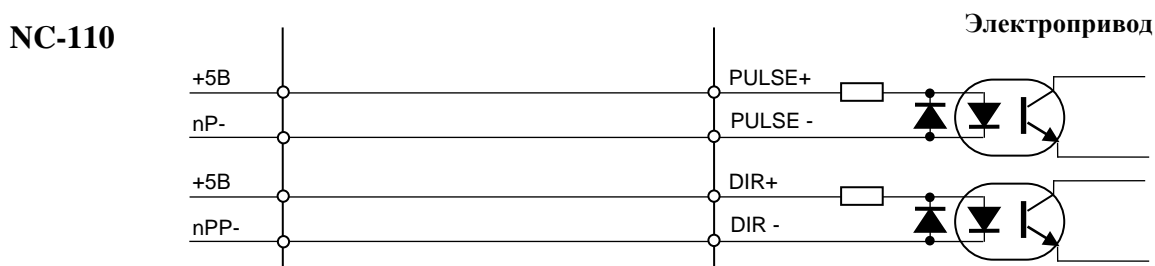 NC-110
Электропривод
+5В PULSE+
nP- PULSE -
+5В DIR+
nPP- DIR -